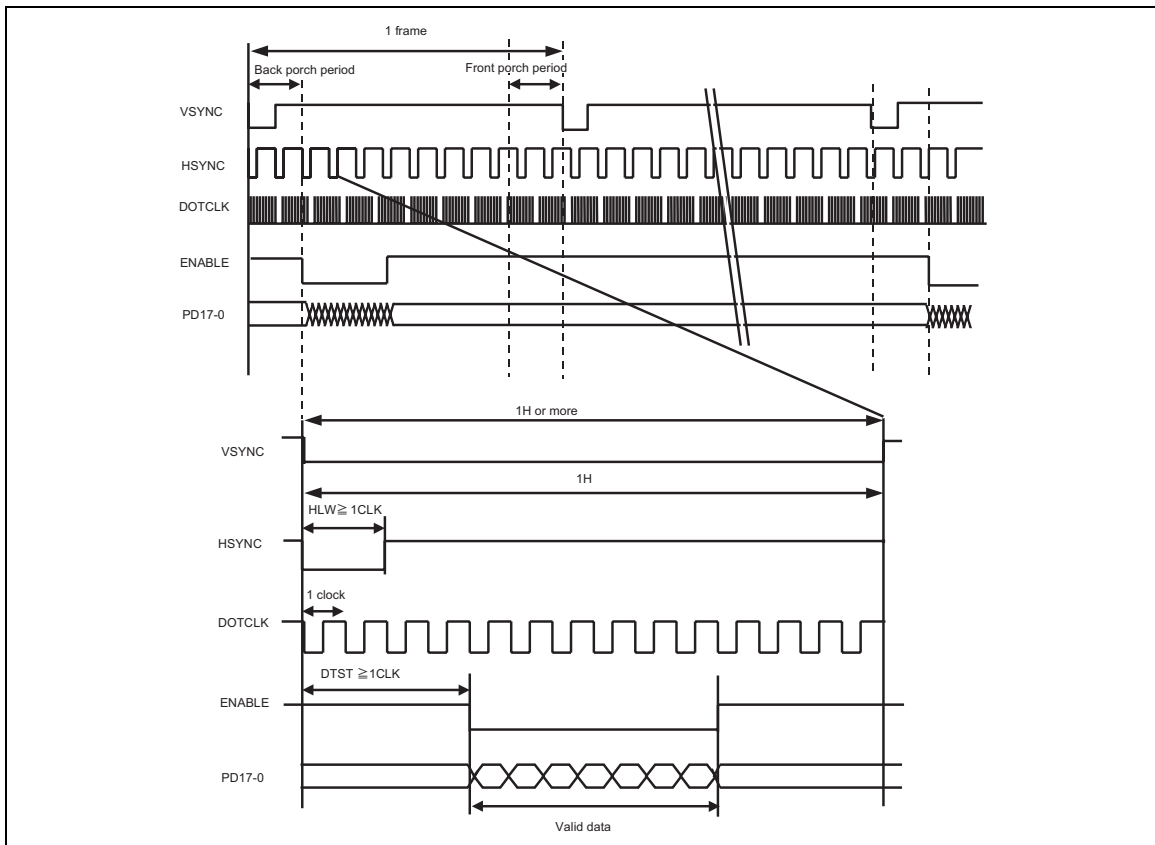 1 frame
Back porch period
Front porch period
VSYNC
HSYNC
DOTCLK
ENABLE
PD17-0
1H or more
VSYNC
1H
HLW≧ 1CLK
HSYNC
1 clock
DOTCLK
DTST ≧1CLK
ENABLE
PD17-0
Valid data